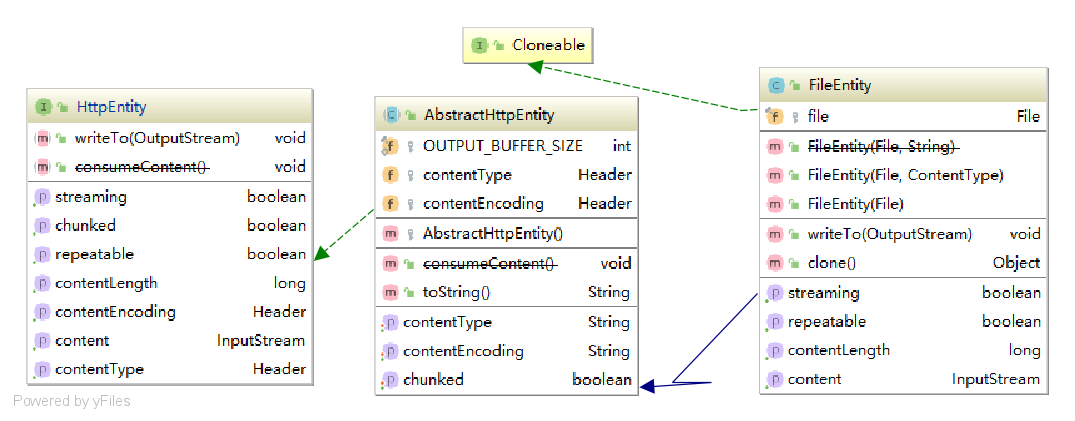 I Cloneable
I HttpEntity
m writeTo(OutputStream) void
m consumeContent() void
p streaming boolean
p chunked boolean
p repeatable boolean
p contentLength long
p contentEncoding Header
p content InputStream
p contentType Header
C AbstractHttpEntity
f OUTPUT_BUFFER_SIZE int
f contentType Header
f contentEncoding Header
m AbstractHttpEntity()
m consumeContent() void
m toString() String
p contentType String
p contentEncoding String
p chunked boolean
C FileEntity
f file File
m FileEntity(File, String)
m FileEntity(File, ContentType)
m FileEntity(File)
m writeTo(OutputStream) void
m clone() Object
p streaming boolean
p repeatable boolean
p contentLength long
p content InputStream
Powered by yFiles